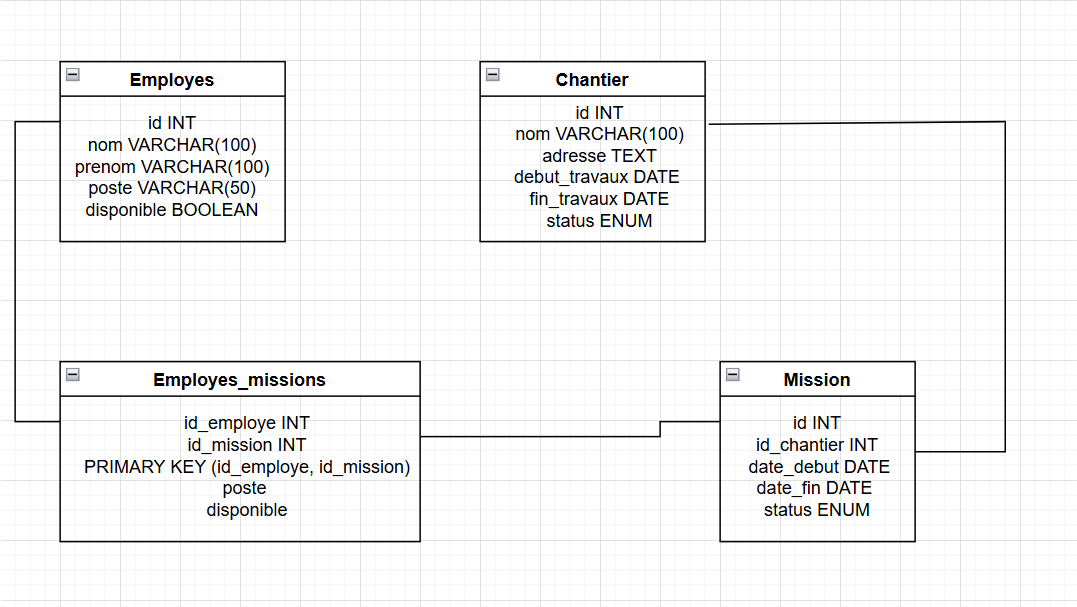 Employes
id INT
nom VARCHAR(100)
prenom VARCHAR(100)
poste VARCHAR(50)
disponible BOOLEAN
Chantier
id INT
nom VARCHAR(100)
adresse TEXT
debut_travaux DATE
fin_travaux DATE
status ENUM
Employes_missions
id_employe INT
id_mission INT
PRIMARY KEY (id_employe, id_mission)
poste
disponible
Mission
id INT
id_chantier INT
date_debut DATE
date_fin DATE
status ENUM